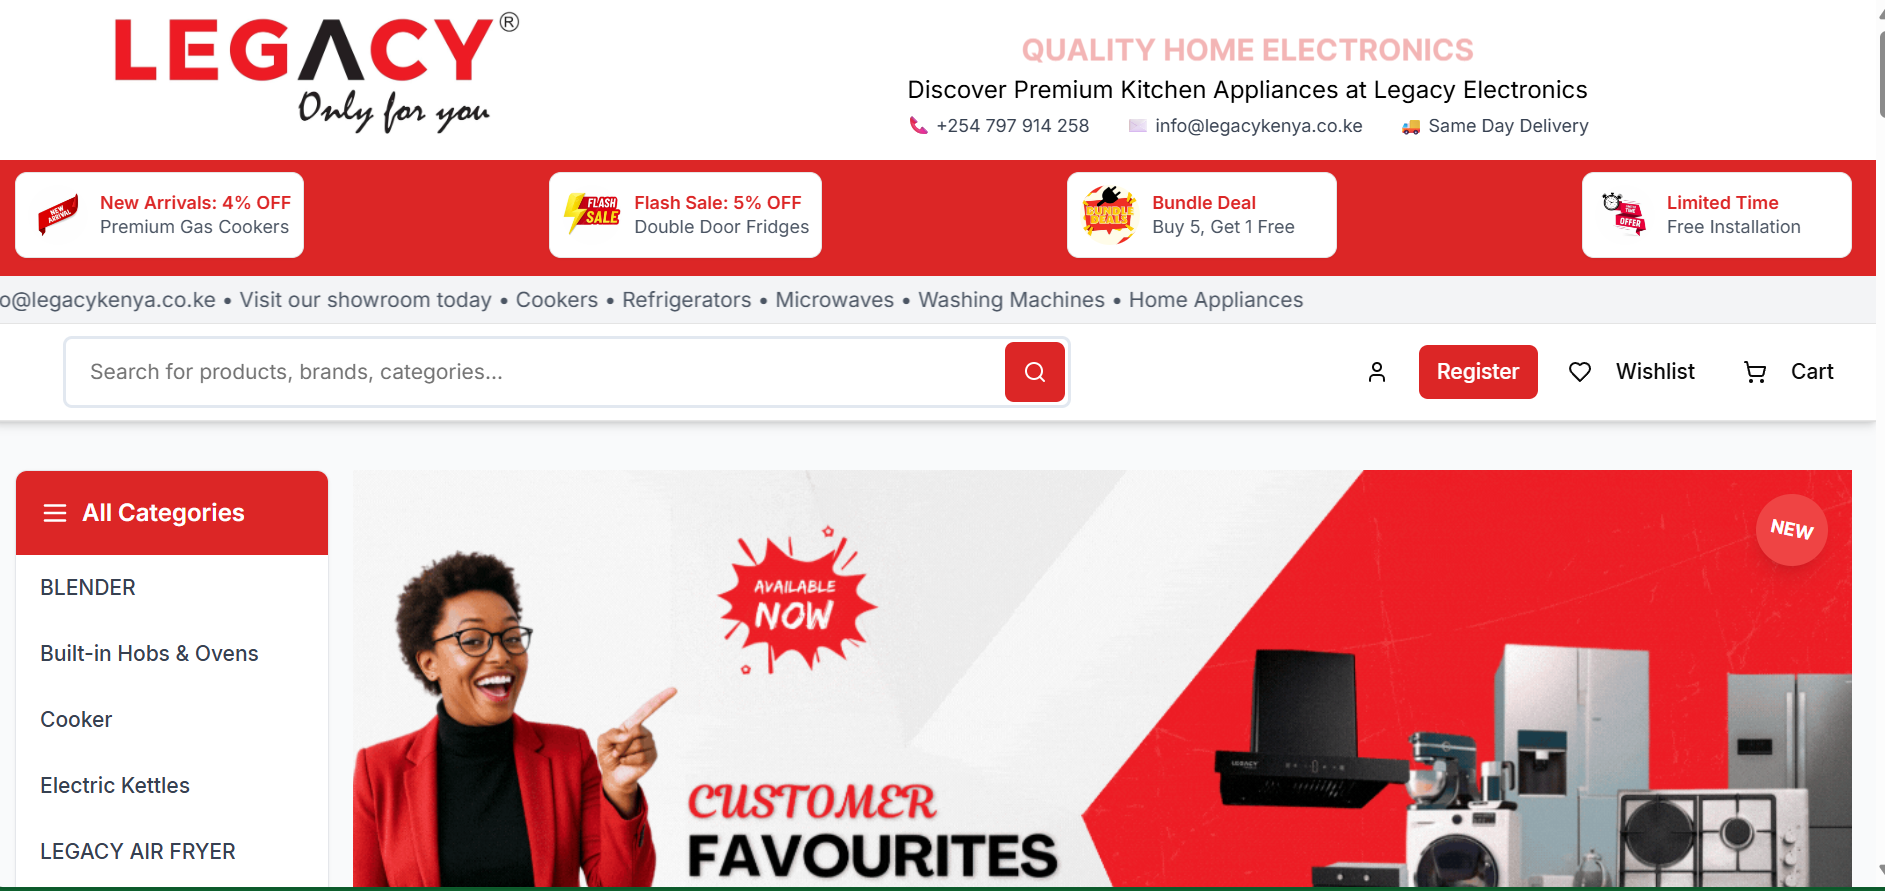 LEGACY®
Only for you
QUALITY HOME ELECTRONICS
Discover Premium Kitchen Appliances at Legacy Electronics
+254 797 914 258
info@legacykenya.co.ke
Same Day Delivery
NEW ARRIVAL
New Arrivals: 4% OFF
Premium Gas Cookers
FLASH SALE
Flash Sale: 5% OFF
Double Door Fridges
BUNDLE DEALS
Bundle Deal
Buy 5, Get 1 Free
TIME OFFER
Limited Time
Free Installation
o@legacykenya.co.ke • Visit our showroom today • Cookers • Refrigerators • Microwaves • Washing Machines • Home Appliances
Search for products, brands, categories...
Register
Wishlist
Cart
All Categories
BLENDER
Built-in Hobs & Ovens
Cooker
Electric Kettles
LEGACY AIR FRYER
AVAILABLE
NOW
NEW
CUSTOMER
FAVOURITES
LEGACY